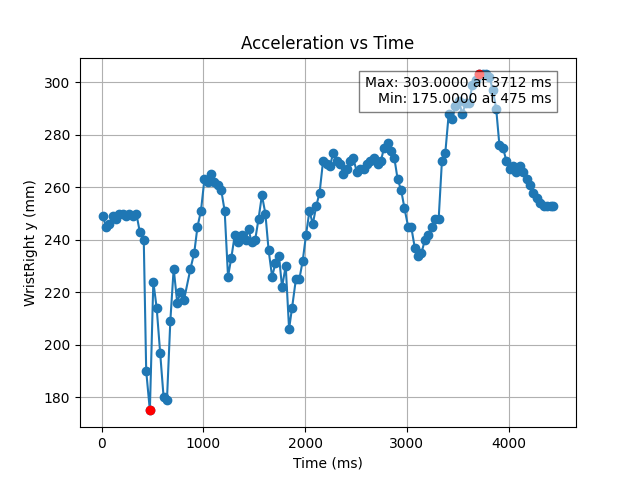 Acceleration vs Time
Max: 303.0000 at 3712 ms
Min: 175.0000 at 475 ms
WristRight y (mm)
300
280
260
240
220
200
180
0 1000 2000 3000 4000
Time (ms)